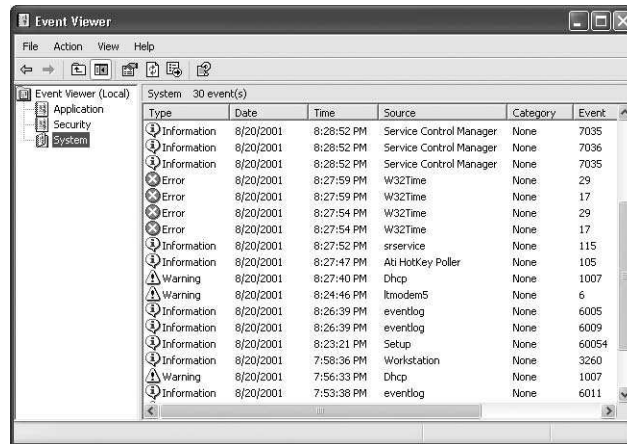 Event Viewer
File Action View Help
Event Viewer (Local)
Application
Security
System
System 30 event(s)
Type Date Time Source Category Event
Information 8/20/2001 8:28:52 PM Service Control Manager None 7035
Information 8/20/2001 8:28:52 PM Service Control Manager None 7036
Information 8/20/2001 8:28:52 PM Service Control Manager None 7035
Error 8/20/2001 8:27:59 PM W32Time None 29
Error 8/20/2001 8:27:59 PM W32Time None 17
Error 8/20/2001 8:27:54 PM W32Time None 29
Error 8/20/2001 8:27:54 PM W32Time None 17
Information 8/20/2001 8:27:52 PM srservice None 115
Information 8/20/2001 8:27:47 PM Ati HotKey Poller None 105
Warning 8/20/2001 8:27:40 PM Dhcp None 1007
Warning 8/20/2001 8:24:46 PM ltmodem5 None 6
Information 8/20/2001 8:26:39 PM eventlog None 6005
Information 8/20/2001 8:26:39 PM eventlog None 6009
Information 8/20/2001 8:23:21 PM Setup None 60054
Information 8/20/2001 7:58:36 PM Workstation None 3260
Warning 8/20/2001 7:56:33 PM Dhcp None 1007
Information 8/20/2001 7:53:38 PM eventlog None 6011